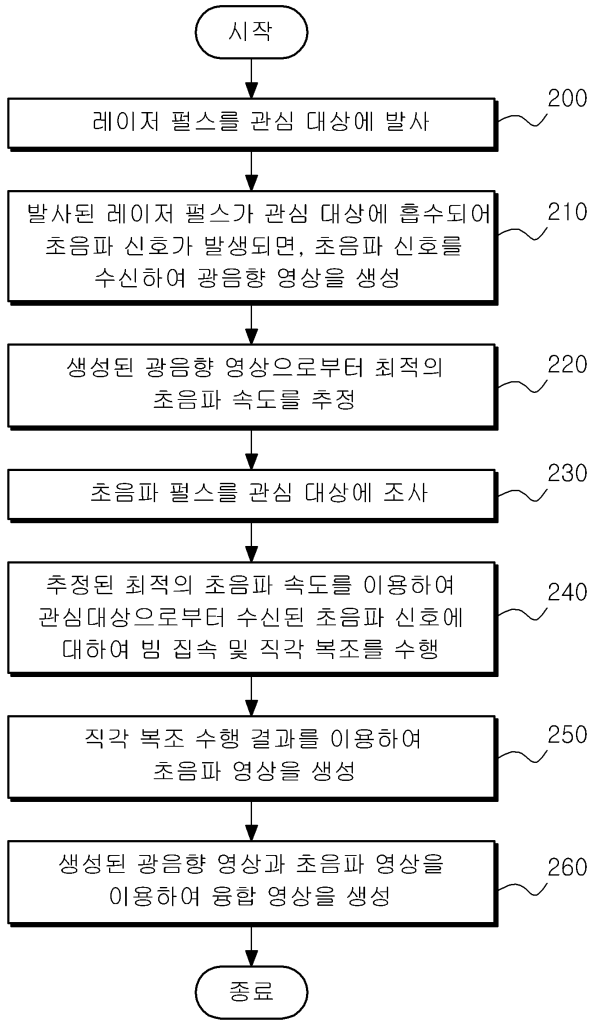 시작
레이저 펄스를 관심 대상에 발사
200
발사된 레이저 펄스가 관심 대상에 흡수되어
초음파 신호가 발생되면, 초음파 신호를
수신하여 광음향 영상을 생성
210
생성된 광음향 영상으로부터 최적의
초음파 속도를 추정
220
초음파 펄스를 관심 대상에 조사
230
추정된 최적의 초음파 속도를 이용하여
관심대상으로부터 수신된 초음파 신호에
대하여 빔 집속 및 직각 복조를 수행
240
직각 복조 수행 결과를 이용하여
초음파 영상을 생성
250
생성된 광음향 영상과 초음파 영상을
이용하여 융합 영상을 생성
260
종료